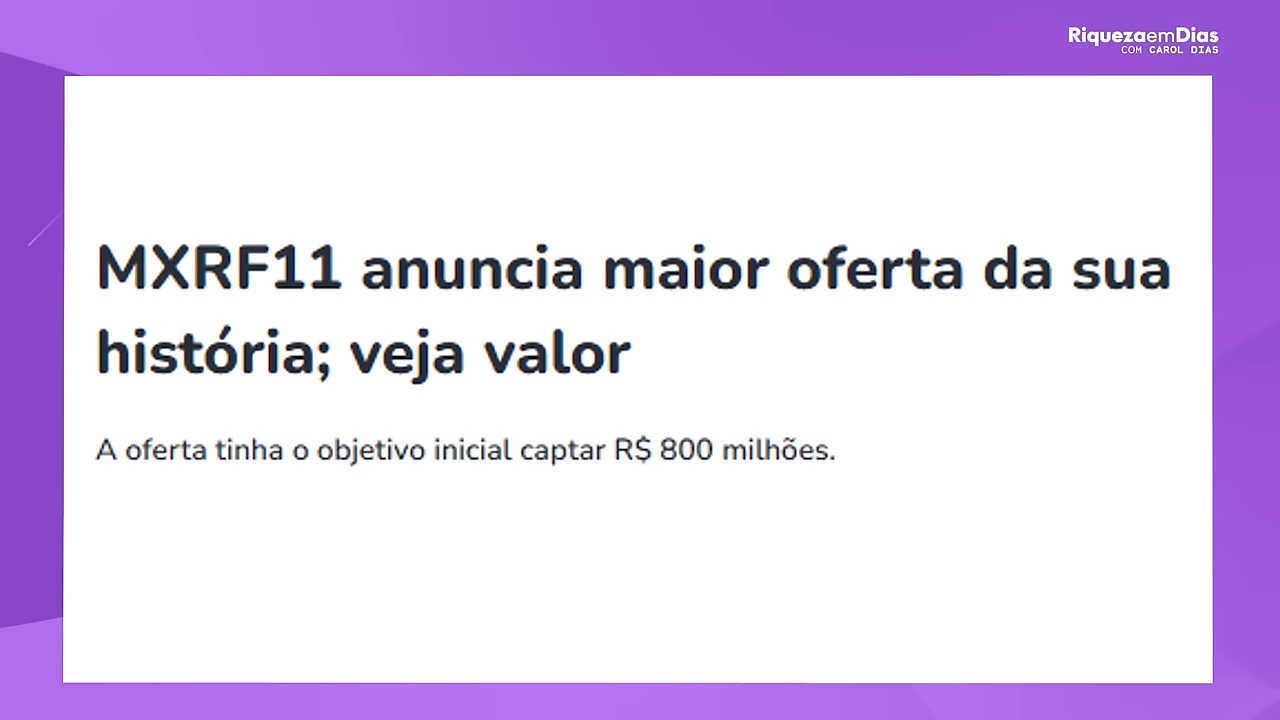 RiquezaemDias
COM CAROL DIAS
MXRF11 anuncia maior oferta da sua
história; veja valor
A oferta tinha o objetivo inicial captar R$ 800 milhões.